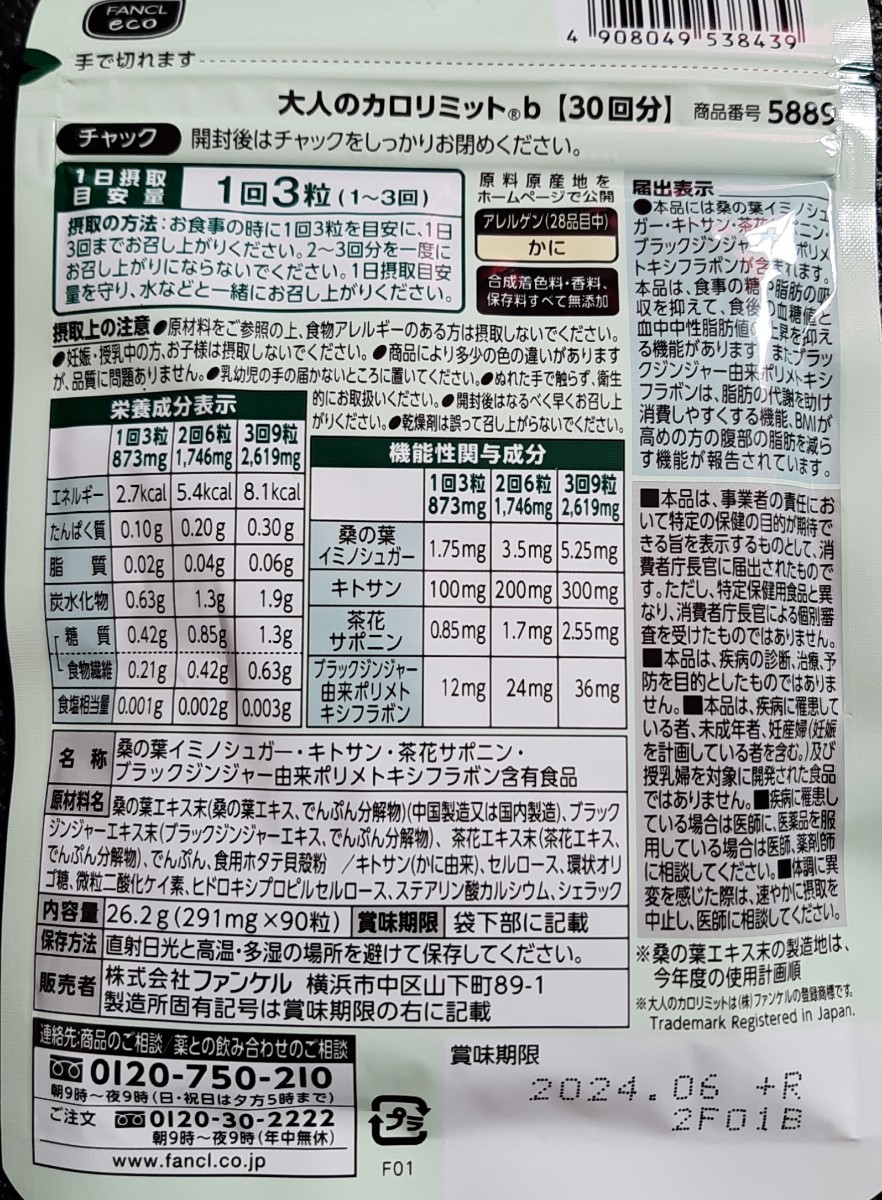 FANCL
eco
4 908049 538439
手で切れます
大人のカロリミット®b【30回分】 商品番号 5889
チャック 開封後はチャックをしっかりお閉めください。
1日摂取
目安量
1回3粒(1~3回)
摂取の方法:お食事の時に1回3粒を目安に、1日
3回までお召し上がりください。2~3回分を一度に
お召し上がりにならないでください。1日摂取目安
量を守り、水などと一緒にお召し上がりください。
原料原産地を
ホームページで公開
アレルゲン(28品目中)
かに
合成着色料・香料、
保存料すべて無添加
届出表示
●本品には桑の葉イミノシュ
ガー・キトサン・茶花サポニン・
ブラックジンジャー ポリメ
トキシフラボンが含まれます。
本品は、食事の糖や脂肪の吸
収を抑えて、食後の血糖値と
血中中性脂肪値の上昇を抑え
る機能があります。またブラッ
クジンジャー由来ポリメトキシ
フラボンは、脂肪の代謝を助け
消費しやすくする機能、BMIが
高めの方の腹部の脂肪を減ら
す機能が報告されています。
摂取上の注意●原材料をご参照の上、食物アレルギーのある方は摂取しないでください。
●妊娠・授乳中の方、お子様は摂取しないでください。●商品により多少の色の違いがあります
が、品質に問題ありません。●乳幼児の手の届かないところに置いてください。●ぬれた手で触らず、衛生
的にお取扱いください。●開封後はなるべく早くお召し上
がりください。●乾燥剤は誤って召し上がらないでください。
栄養成分表示
1回3粒 2回6粒 3回9粒
873mg 1,746mg 2,619mg
エネルギー 2.7kcal 5.4kcal 8.1kcal
たんぱく質 0.10g 0.20g 0.30g
脂質 0.02g 0.04g 0.06g
炭水化物 0.63g 1.3g 1.9g
糖質 0.42g 0.85g 1.3g
食物繊維 0.21g 0.42g 0.63g
食塩相当量 0.001g 0.002g 0.003g
機能性関与成分
1回3粒 2回6粒 3回9粒
873mg 1,746mg 2,619mg
桑の葉
イミノシュガー 1.75mg 3.5mg 5.25mg
キトサン 100mg 200mg 300mg
茶花
サポニン 0.85mg 1.7mg 2.55mg
ブラックジンジャー
由来ポリメト
キシフラボン 12mg 24mg 36mg
■本品は、事業者の責任にお
いて特定の保健の目的が期待で
きる旨を表示するものとして、消
費者庁長官に届出されたもので
す。ただし、特定保健用食品と異
なり、消費者庁長官による個別審
査を受けたものではありません。
■本品は、疾病の診断、治療、予
防を目的としたものではありま
せん。■本品は、疾病に罹患して
いる者、未成年者、妊産婦(妊娠
を計画している者を含む。)及び
授乳婦を対象に開発された食品
ではありません。■疾病に罹患し
ている場合は医師に、医薬品を服
用している場合は医師、薬剤師
に相談してください。■体調に異
変を感じた際は、速やかに摂取を
中止し、医師に相談してください。
名称 桑の葉イミノシュガー・キトサン・茶花サポニン・
ブラックジンジャー由来ポリメトキシフラボン含有食品
原材料名 桑の葉エキス末(桑の葉エキス、でんぷん分解物)(中国製造又は国内製造)、ブラック
ジンジャーエキス末(ブラックジンジャーエキス、でんぷん分解物)、茶花エキス末(茶花エキス、
でんぷん分解物)、でんぷん、食用ホタテ貝殻粉 /キトサン(かに由来)、セルロース、環状オリ
ゴ糖、微粒二酸化ケイ素、ヒドロキシプロピルセルロース、ステアリン酸カルシウム、シェラック
内容量 26.2g(291mg×90粒) 賞味期限 袋下部に記載
保存方法 直射日光と高温・多湿の場所を避けて保存してください。
販売者 株式会社ファンケル 横浜市中区山下町89-1
製造所固有記号は賞味期限の右に記載
※桑の葉エキス末の製造地は、
今年度の使用計画順
※大人のカロリミットは(株)ファンケルの登録商標です。
Trademark Registered in Japan.
連絡先:商品のご相談/薬との飲み合わせのご相談
0120-750-210
朝9時~夜9時(日・祝日は夕方5時まで)
ご注文 0120-30-2222
朝9時~夜9時(年中無休)
www.fancl.co.jp
プラ
F01
賞味期限
2024.06 +R
2F01B